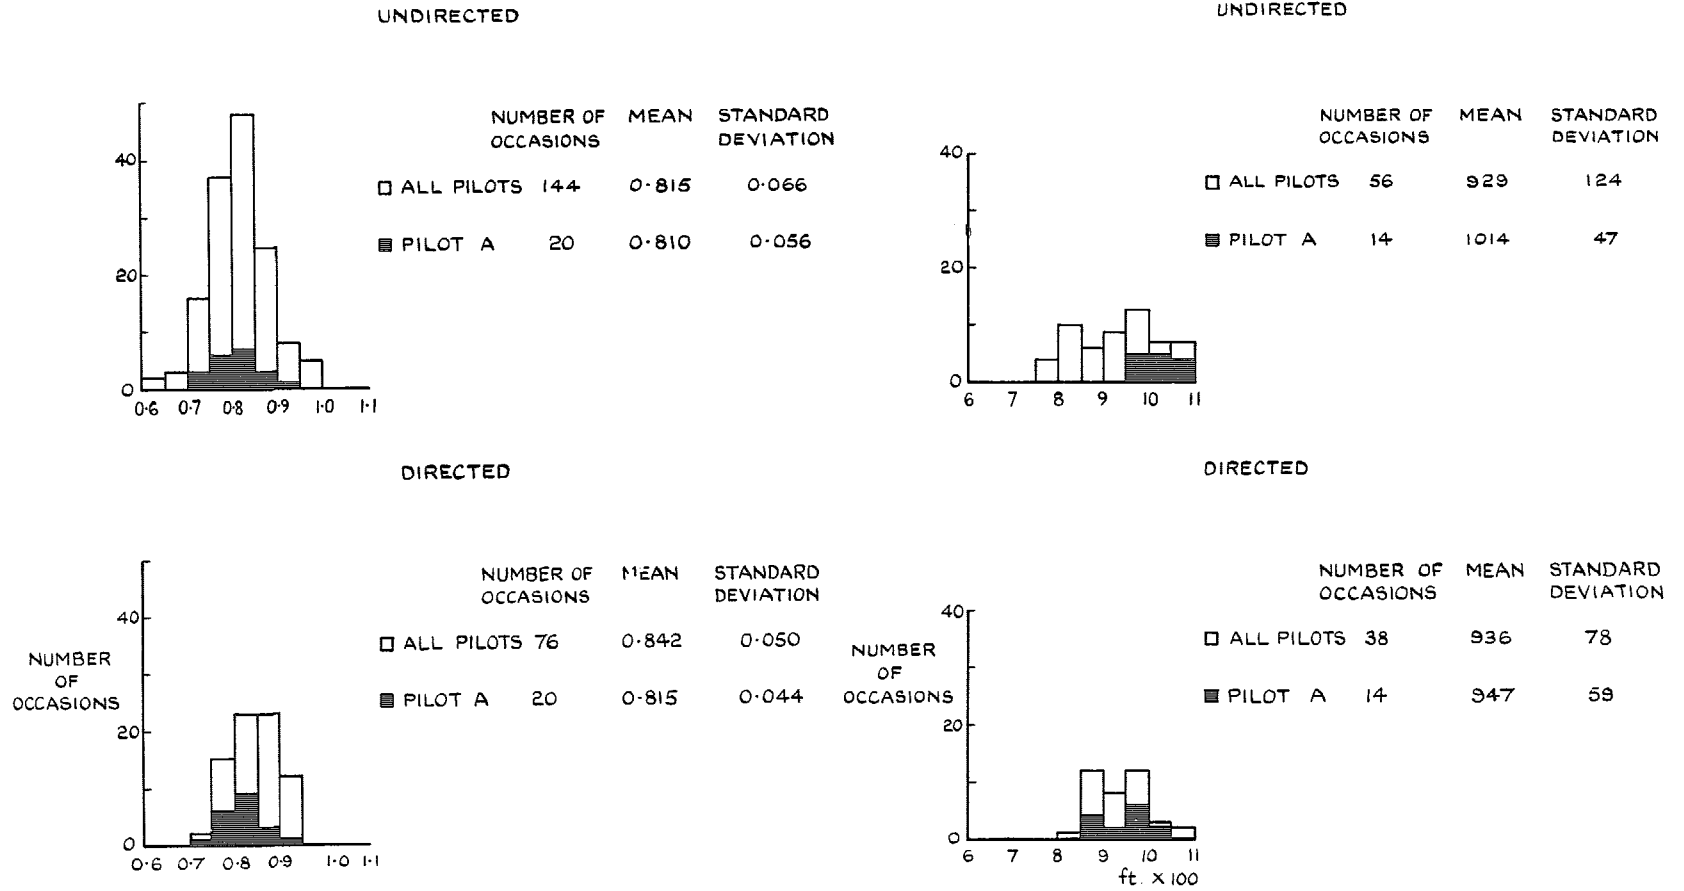 UNDIRECTED
NUMBER OF MEAN STANDARD
OCCASIONS DEVIATION
ALL PILOTS 144 0·815 0·066
PILOT A 20 0·810 0·056
40
20
0
0·6 0·7 0·8 0·9 1·0 1·1
UNDIRECTED
NUMBER OF MEAN STANDARD
OCCASIONS DEVIATION
ALL PILOTS 56 929 124
PILOT A 14 1014 47
40
20
0
6 7 8 9 10 11
DIRECTED
NUMBER OF MEAN STANDARD
OCCASIONS DEVIATION
ALL PILOTS 76 0·842 0·050
PILOT A 20 0·815 0·044
NUMBER
OF
OCCASIONS
40
20
0
0·6 0·7 0·8 0·9 1·0 1·1
DIRECTED
NUMBER OF MEAN STANDARD
OCCASIONS DEVIATION
ALL PILOTS 38 936 78
PILOT A 14 947 59
NUMBER
OF
OCCASIONS
40
20
0
6 7 8 9 10 11
ft. × 100